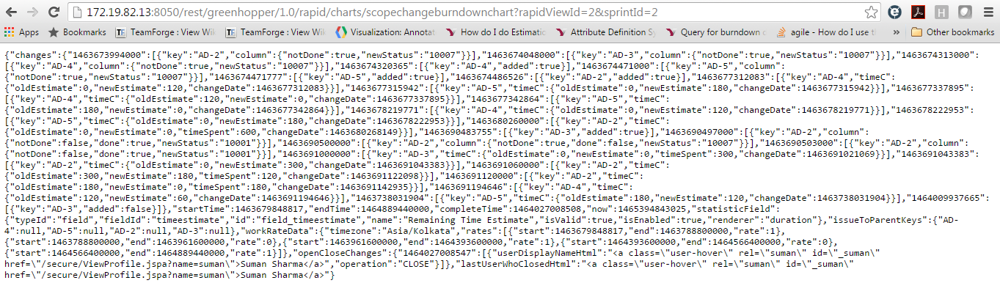 172.19.82.13:8050/rest/greenhopper/1.0/rapid/charts/scopechangeburndownchart?rapidViewId=2&sprintId=2
Apps Bookmarks TeamForge : View Wik TeamForge : View Wik Visualization: Annotat How do I do Estimatic Attribute Definition Sy Query for burndown c agile - How do I use th » Other bookmarks
{"changes":{"1463673994000":[{"key":"AD-2","column":{"notDone":true,"newStatus":"10007"}}],"1463674048000":[{"key":"AD-3","column":{"notDone":true,"newStatus":"10007"}}],"1463674313000":
[{"key":"AD-4","column":{"notDone":true,"newStatus":"10007"}}],"1463674320365":[{"key":"AD-4","added":true}],"1463674471000":[{"key":"AD-5","column":
{"notDone":true,"newStatus":"10007"}}],"1463674471777":[{"key":"AD-5","added":true}],"1463674486526":[{"key":"AD-2","added":true}],"1463677312083":[{"key":"AD-4","timeC":
{"oldEstimate":0,"newEstimate":120,"changeDate":1463677312083}}],"1463677315942":[{"key":"AD-5","timeC":{"oldEstimate":0,"newEstimate":180,"changeDate":1463677315942}}],"1463677337895":
[{"key":"AD-4","timeC":{"oldEstimate":120,"newEstimate":0,"changeDate":1463677337895}}],"1463677342864":[{"key":"AD-5","timeC":
{"oldEstimate":180,"newEstimate":0,"changeDate":1463677342864}}],"1463678219771":[{"key":"AD-4","timeC":{"oldEstimate":0,"newEstimate":120,"changeDate":1463678219771}}],"1463678222953":
[{"key":"AD-5","timeC":{"oldEstimate":0,"newEstimate":180,"changeDate":1463678222953}}],"1463680260000":[{"key":"AD-2","timeC":
{"oldEstimate":0,"newEstimate":0,"timeSpent":600,"changeDate":1463680268149}}],"1463690483755":[{"key":"AD-3","added":true}],"1463690497000":[{"key":"AD-2","column":
{"notDone":false,"done":true,"newStatus":"10001"}}],"1463690500000":[{"key":"AD-2","column":{"notDone":true,"done":false,"newStatus":"10007"}}],"1463690503000":[{"key":"AD-2","column":
{"notDone":false,"done":true,"newStatus":"10001"}}],"1463691000000":[{"key":"AD-3","timeC":{"oldEstimate":0,"newEstimate":0,"timeSpent":300,"changeDate":1463691021069}}],"1463691043383":
[{"key":"AD-2","timeC":{"oldEstimate":0,"newEstimate":300,"changeDate":1463691043383}}],"1463691060000":[{"key":"AD-2","timeC":
{"oldEstimate":300,"newEstimate":180,"timeSpent":120,"changeDate":1463691122098}}],"1463691120000":[{"key":"AD-2","timeC":
{"oldEstimate":180,"newEstimate":0,"timeSpent":180,"changeDate":1463691142935}}],"1463691194646":[{"key":"AD-4","timeC":
{"oldEstimate":120,"newEstimate":60,"changeDate":1463691194646}}],"1463738031904":[{"key":"AD-5","timeC":{"oldEstimate":180,"newEstimate":120,"changeDate":1463738031904}}],"1464009937665":
[{"key":"AD-3","added":false}]},"startTime":1463679848817,"endTime":1464889440000,"completeTime":1464027008508,"now":1465394843025,"statisticField":
{"typeId":"field","fieldId":"timeestimate","id":"field_timeestimate","name":"Remaining Time Estimate","isValid":true,"isEnabled":true,"renderer":"duration"},"issueToParentKeys":{"AD-
4":null,"AD-5":null,"AD-2":null,"AD-3":null},"workRateData":{"timezone":"Asia/Kolkata","rates":[{"start":1463679848817,"end":1463788800000,"rate":1},
{"start":1463788800000,"end":1463961600000,"rate":0},{"start":1463961600000,"end":1464393600000,"rate":1},{"start":1464393600000,"end":1464566400000,"rate":0},
{"start":1464566400000,"end":1464889440000,"rate":1}]},"openCloseChanges":{"1464027008547":[{"userDisplayNameHtml":"<a class=\"user-hover\" rel=\"suman\" id=\"_suman\"
href=\"/secure/ViewProfile.jspa?name=suman\">Suman Sharma</a>","operation":"CLOSE"}]},"lastUserWhoClosedHtml":"<a class=\"user-hover\" rel=\"suman\" id=\"_suman\"
href=\"/secure/ViewProfile.jspa?name=suman\">Suman Sharma</a>"}